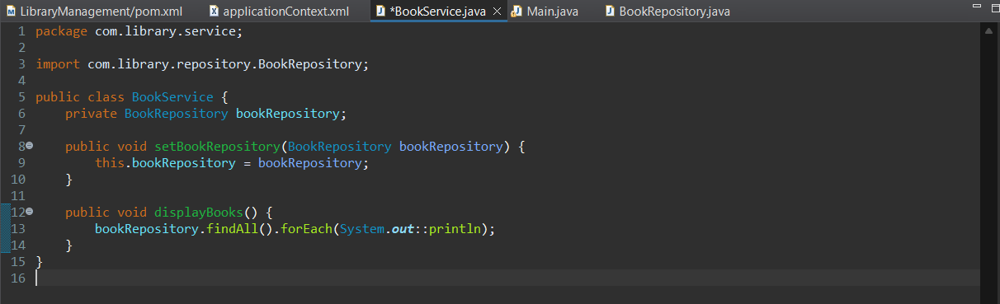 LibraryManagement/pom.xml applicationContext.xml *BookService.java Main.java BookRepository.java
1 package com.library.service;
2
3 import com.library.repository.BookRepository;
4
5 public class BookService {
6     private BookRepository bookRepository;
7
8     public void setBookRepository(BookRepository bookRepository) {
9         this.bookRepository = bookRepository;
10     }
11
12     public void displayBooks() {
13         bookRepository.findAll().forEach(System.out::println);
14     }
15 }
16